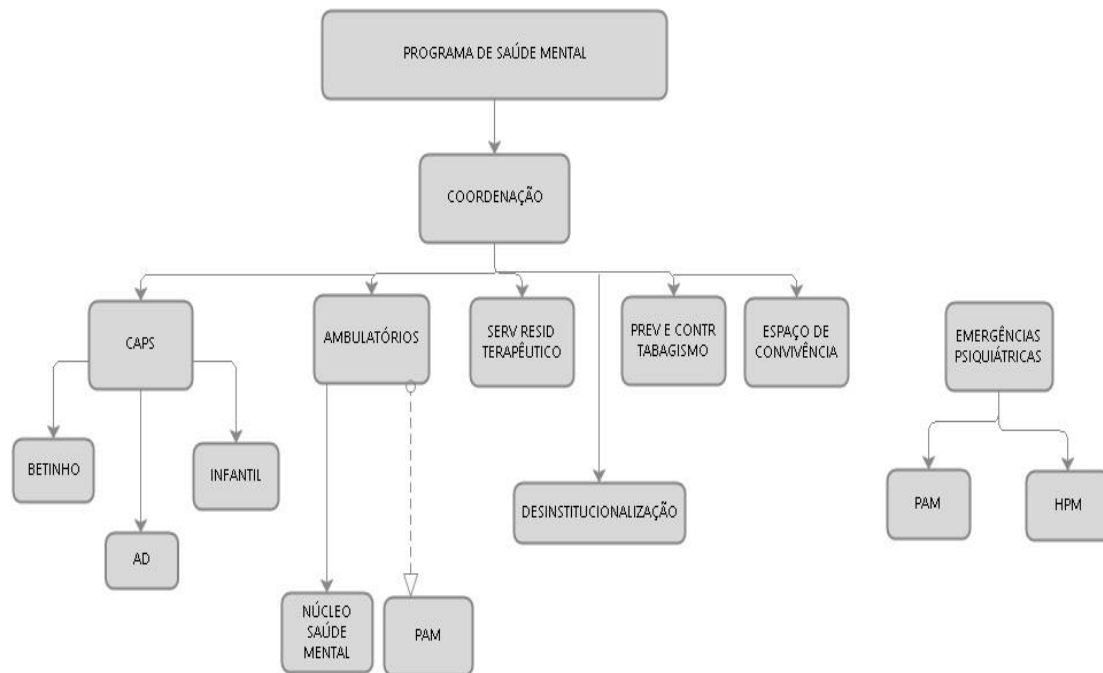 PROGRAMA DE SAÚDE MENTAL
COORDENAÇÃO
CAPS
AMBULATÓRIOS
SERV RESID
TERAPÊUTICO
PREV E CONTR
TABAGISMO
ESPAÇO DE
CONVIVÊNCIA
EMERGÊNCIAS
PSIQUIÁTRICAS
BETINHO
INFANTIL
AD
DESINSTITUCIONALIZAÇÃO
PAM
HPM
NÚCLEO
SAÚDE
MENTAL
PAM